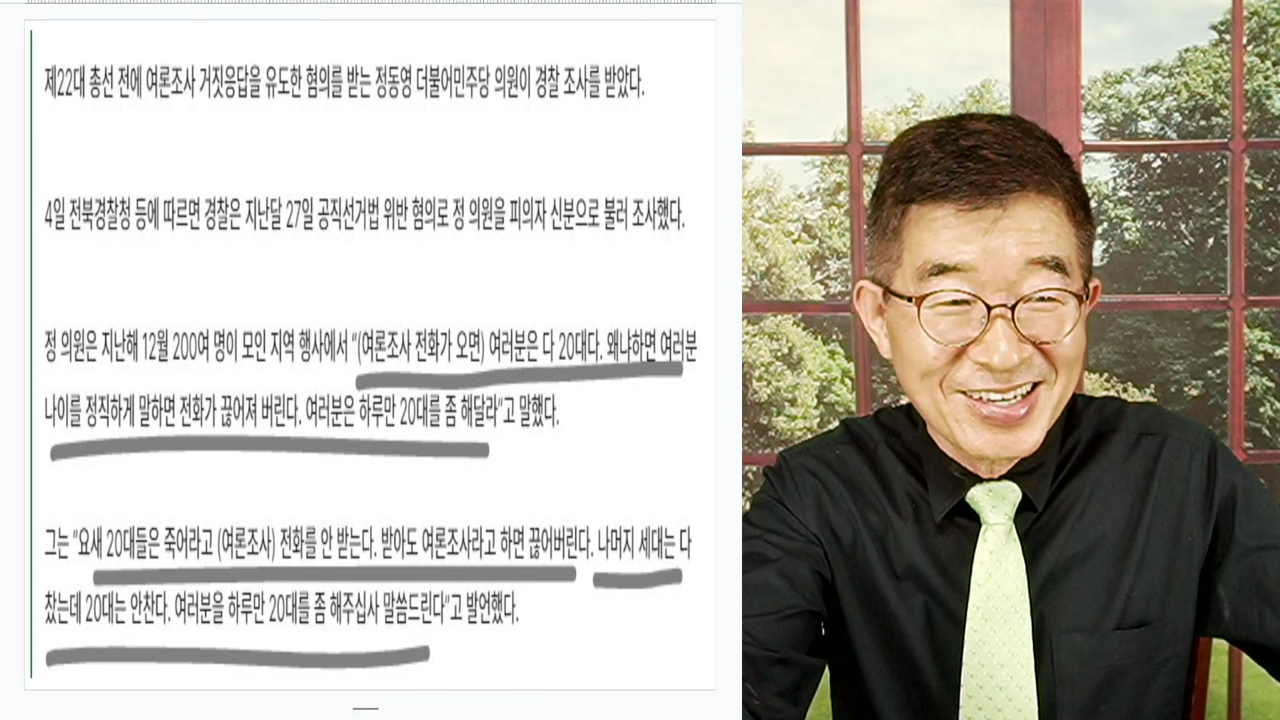 제22대 총선 전에 여론조사 거짓응답을 유도한 혐의를 받는 정동영 더불어민주당 의원이 경찰 조사를 받았다.
4일 전북경찰청 등에 따르면 경찰은 지난달 27일 공직선거법 위반 혐의로 정 의원을 피의자 신분으로 불러 조사했다.
정 의원은 지난해 12월 200여 명이 모인 지역 행사에서 “(여론조사 전화가 오면) 여러분은 다 20대다. 왜냐하면 여러분
나이를 정직하게 말하면 전화가 끊어져 버린다. 여러분은 하루만 20대를 좀 해달라”고 말했다.
그는 “요새 20대들은 죽어라고 (여론조사) 전화를 안 받는다. 받아도 여론조사라고 하면 끊어버린다. 나머지 세대는 다
찼는데 20대는 안찬다. 여러분을 하루만 20대를 좀 해주십사 말씀드린다”고 발언했다.